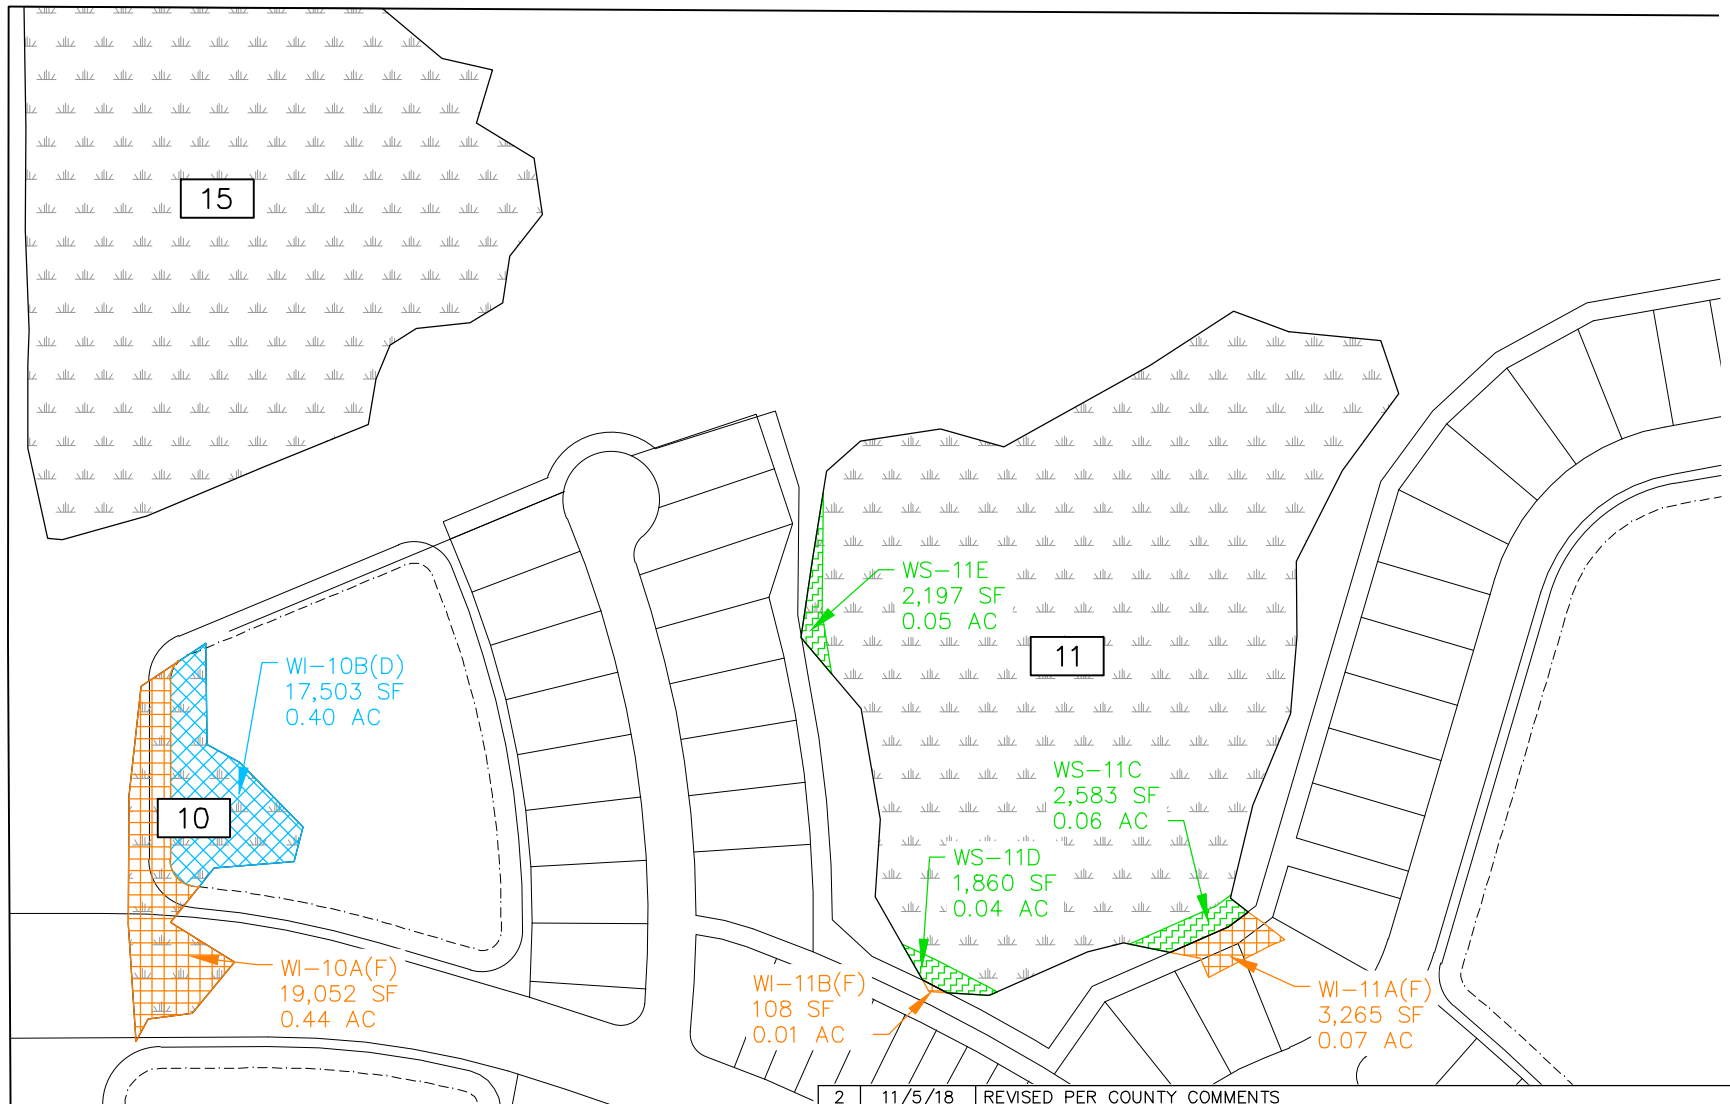 15
WS-11E
2,197 SF
0.05 AC
11
WI-10B(D)
17,503 SF
0.40 AC
10
WS-11C
2,583 SF
0.06 AC
WS-11D
1,860 SF
0.04 AC
WI-10A(F)
19,052 SF
0.44 AC
WI-11B(F)
108 SF
0.01 AC
WI-11A(F)
3,265 SF
0.07 AC
2 11/5/18 REVISED PER COUNTY COMMENTS